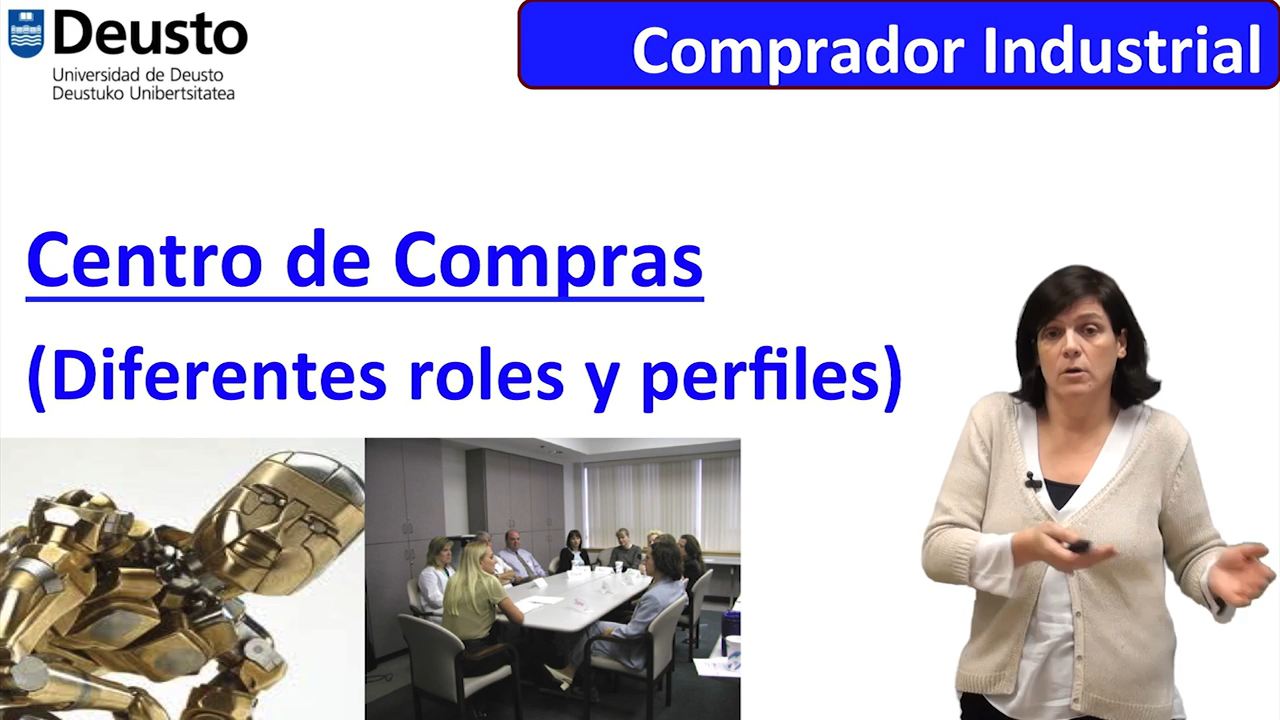 Deusto
Universidad de Deusto
Deustuko Unibertsitatea
Comprador Industrial
Centro de Compras
(Diferentes roles y perfiles)